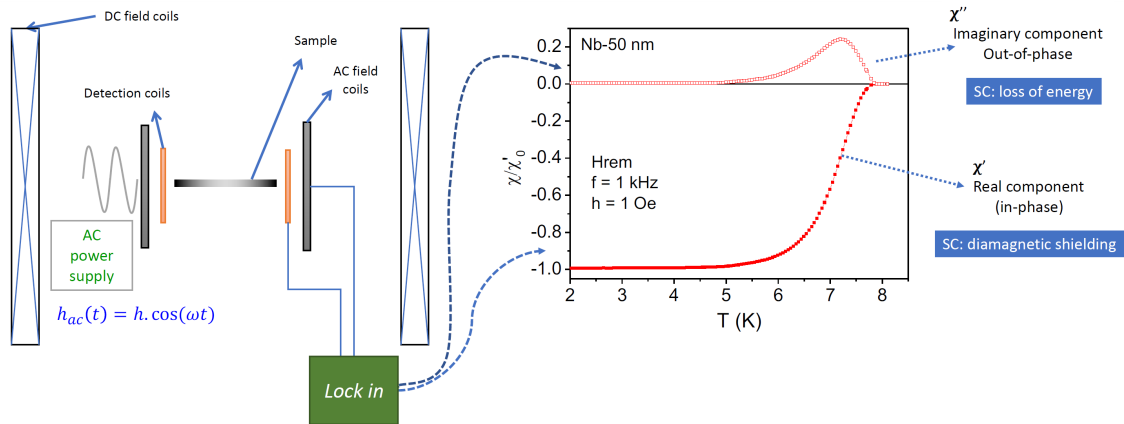 DC field coils
Sample
AC field
coils
Detection coils
AC
power
supply
h_ac(t) = h.cos(ωt)
Lock in
Nb-50 nm
0.2
0.0
-0.2
-0.4
-0.6
-0.8
-1.0
χ/χ'₀
Hrem
f = 1 kHz
h = 1 Oe
2 3 4 5 6 7 8
T (K)
χ''
Imaginary component
Out-of-phase
SC: loss of energy
χ'
Real component
(in-phase)
SC: diamagnetic shielding